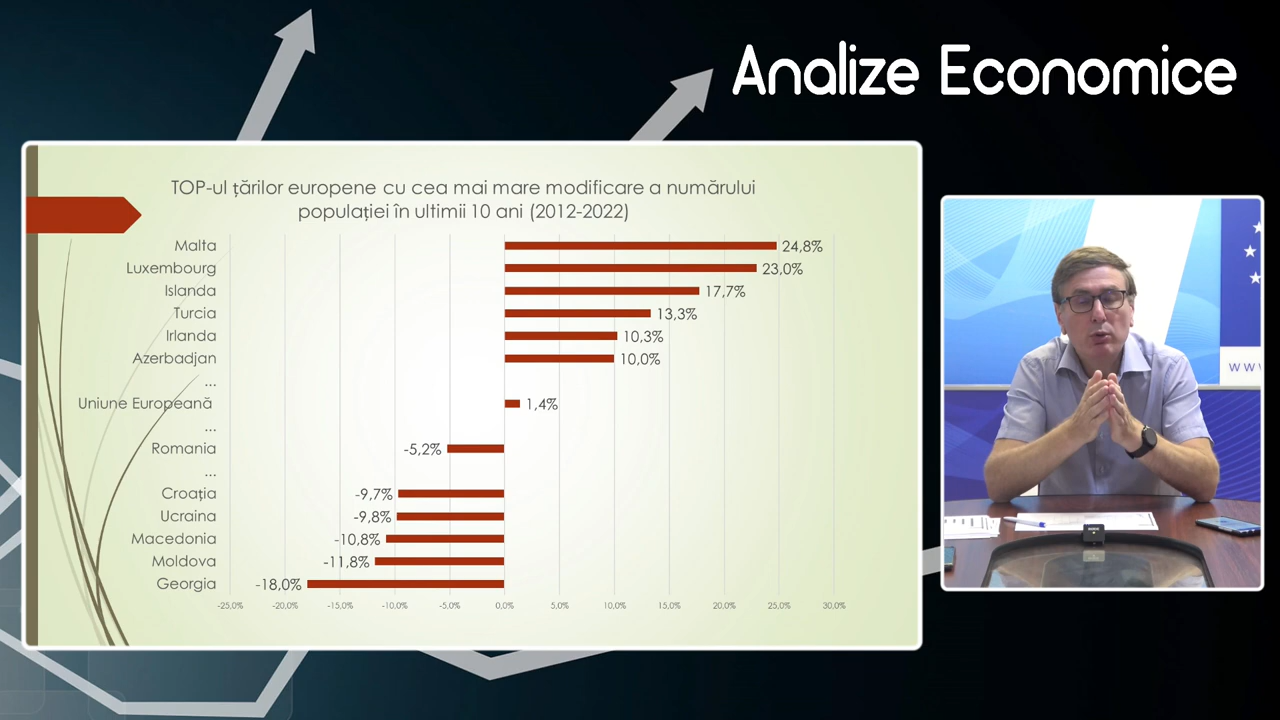 Analize Economice
TOP-ul țărilor europene cu cea mai mare modificare a numărului
populației în ultimii 10 ani (2012-2022)
Malta 24,8%
Luxembourg 23,0%
Islanda 17,7%
Turcia 13,3%
Irlanda 10,3%
Azerbadjan 10,0%
...
Uniune Europeană 1,4%
...
Romania -5,2%
...
Croația -9,7%
Ucraina -9,8%
Macedonia -10,8%
Moldova -11,8%
Georgia -18,0%
-25,0% -20,0% -15,0% -10,0% -5,0% 0,0% 5,0% 10,0% 15,0% 20,0% 25,0% 30,0%